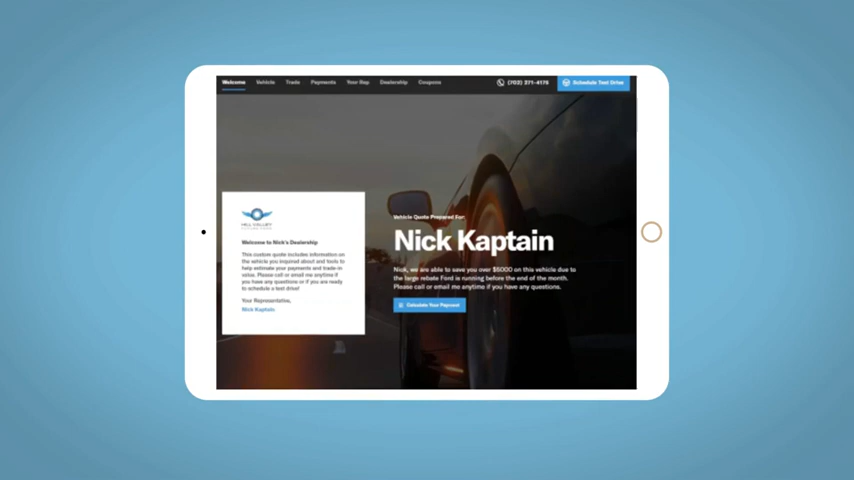 Welcome Vehicle Trade Payments Your Rep Dealership Coupons (702) 371-4175 Schedule Test Drive
HILL VALLEY
Welcome to Nick's Dealership
This custom quote includes information on
the vehicle you inquired about and tools to
help estimate your payments and trade-in
value. Please call or email me anytime if
you have any questions or if you are ready
to schedule a test drive!
Your Representative,
Nick Kaptain
Vehicle Quote Prepared For:
Nick Kaptain
Nick, we are able to save you over $6000 on this vehicle due to
the large rebate Ford is running before the end of the month.
Please call or email me anytime if you have any questions.
Calculate Your Payment